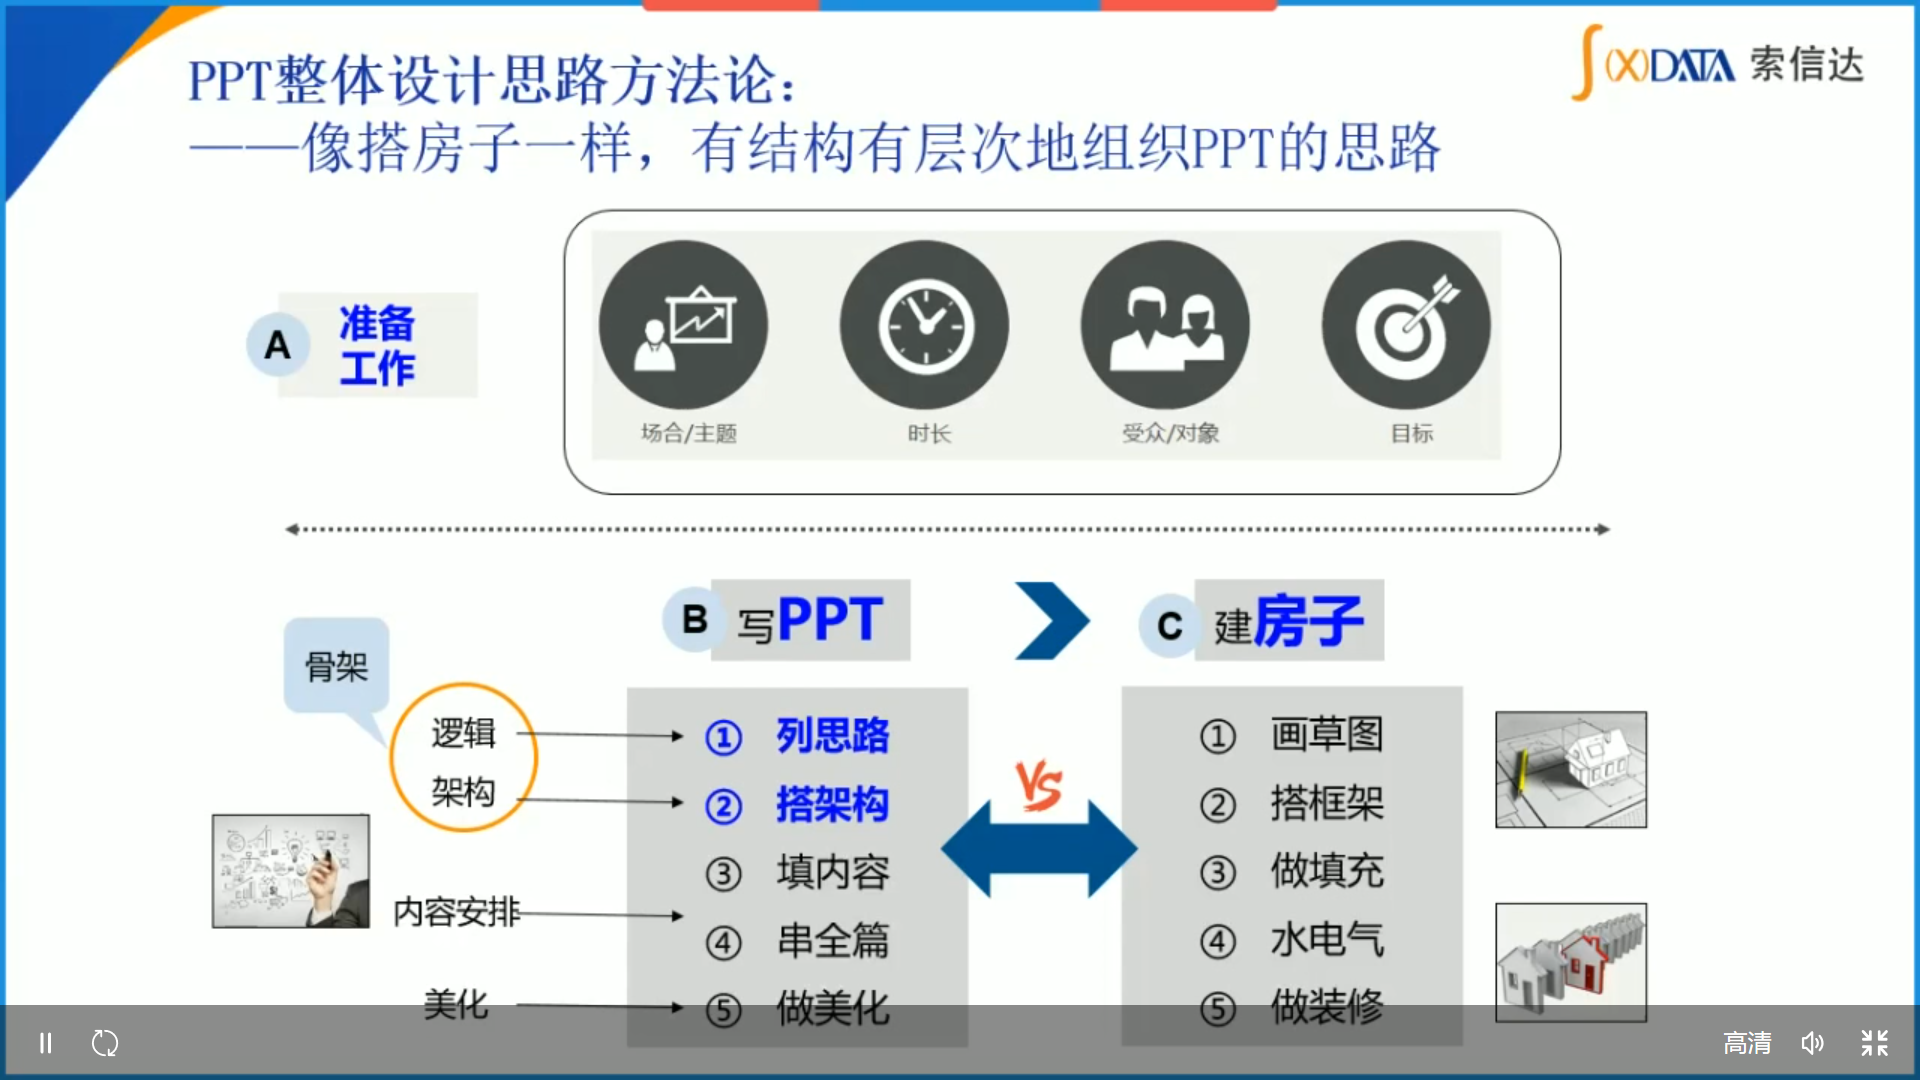 PPT整体设计思路方法论：
——像搭房子一样，有结构有层次地组织PPT的思路
∫(X)DATA 索信达
A
准备
工作
场合/主题
时长
受众/对象
目标
B 写PPT
C 建房子
骨架
逻辑
架构
内容安排
美化
① 列思路
② 搭架构
③ 填内容
④ 串全篇
⑤ 做美化
VS
① 画草图
② 搭框架
③ 做填充
④ 水电气
⑤ 做装修
高清